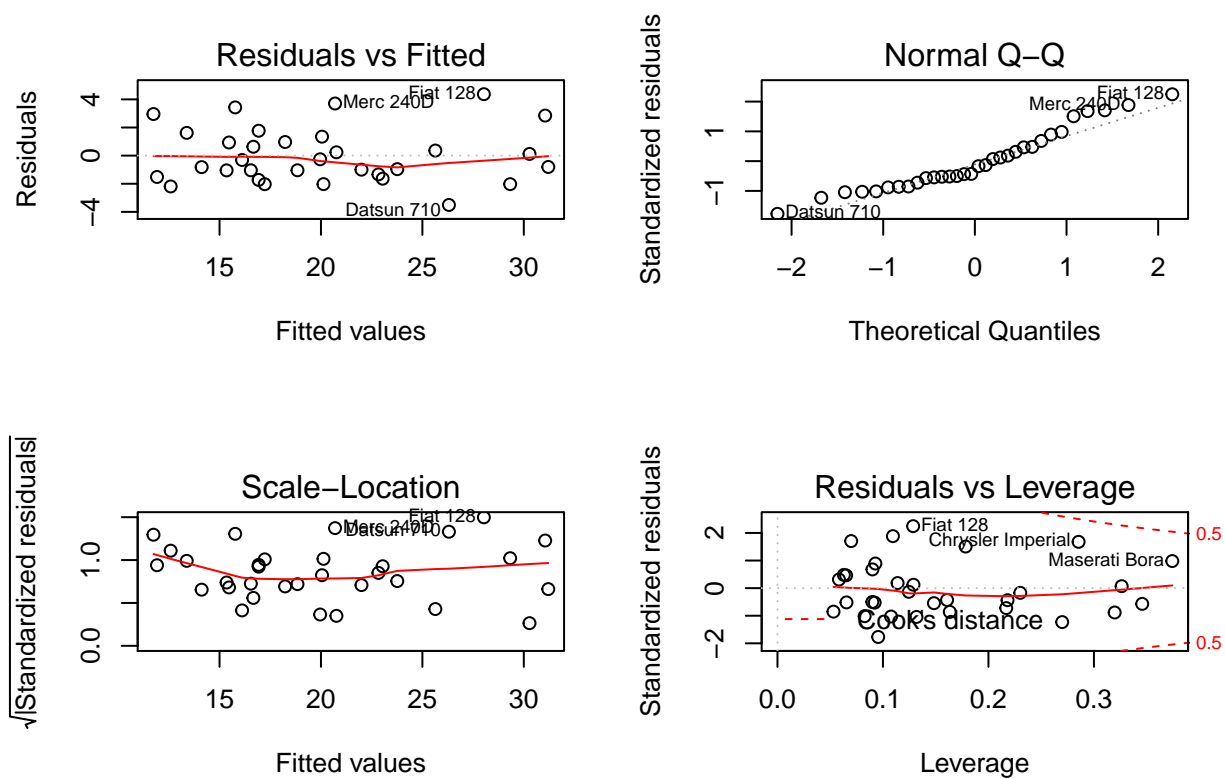 Residuals vs Fitted
Residuals
4
0
−4
Fiat 128
Merc 240D
Datsun 710
15 20 25 30
Fitted values
Normal Q−Q
Standardized residuals
1
−1
Fiat 128
Merc 240D
Datsun 710
−2 −1 0 1 2
Theoretical Quantiles
Scale−Location
√|Standardized residuals|
1.0
0.0
Fiat 128
Merc 240D
Datsun 710
15 20 25 30
Fitted values
Residuals vs Leverage
Standardized residuals
2
0
−2
Fiat 128
Chrysler Imperial
Maserati Bora
Cook's distance
0.5
0.5
0.0 0.1 0.2 0.3
Leverage